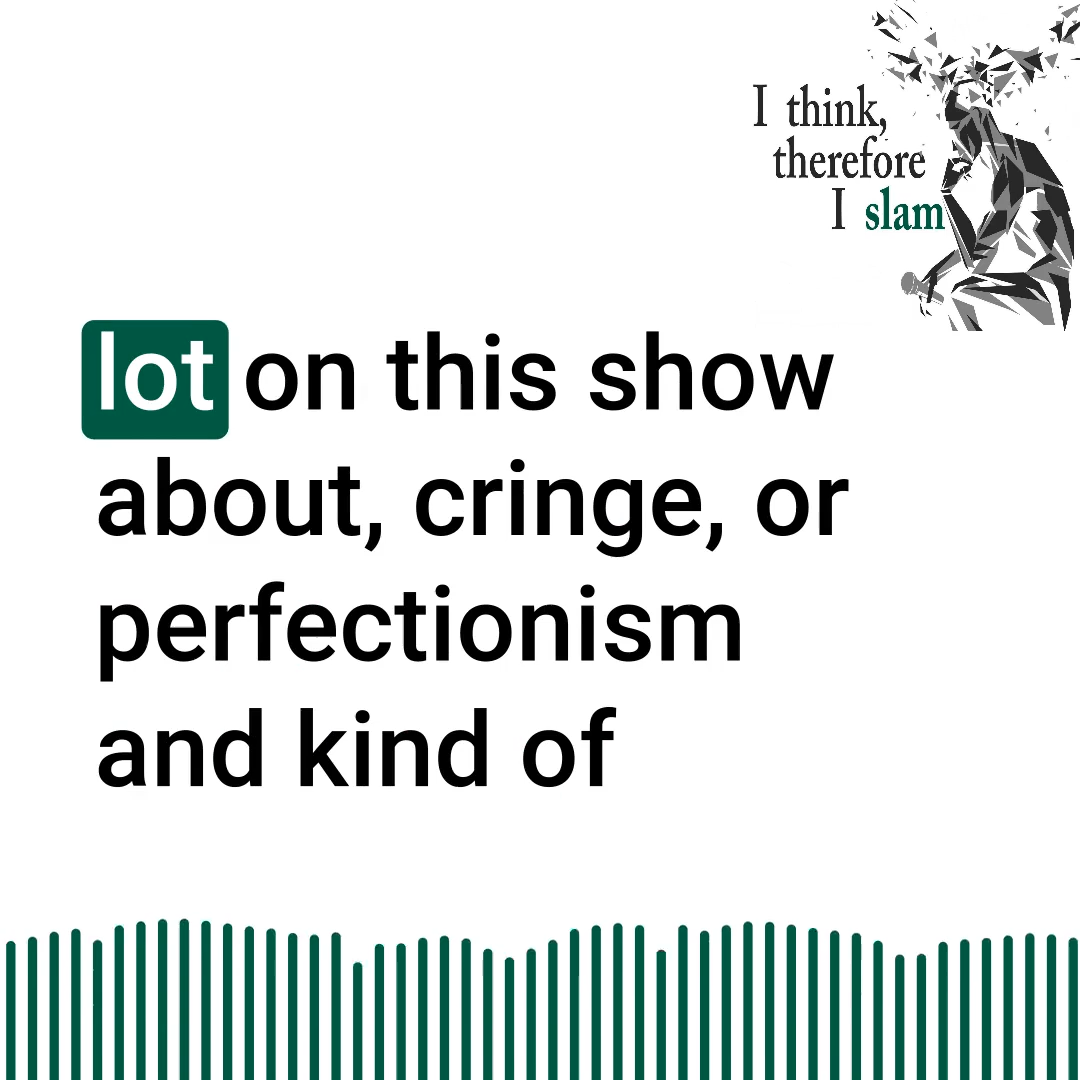 I think,
therefore
I slam
lot on this show
about, cringe, or
perfectionism
and kind of